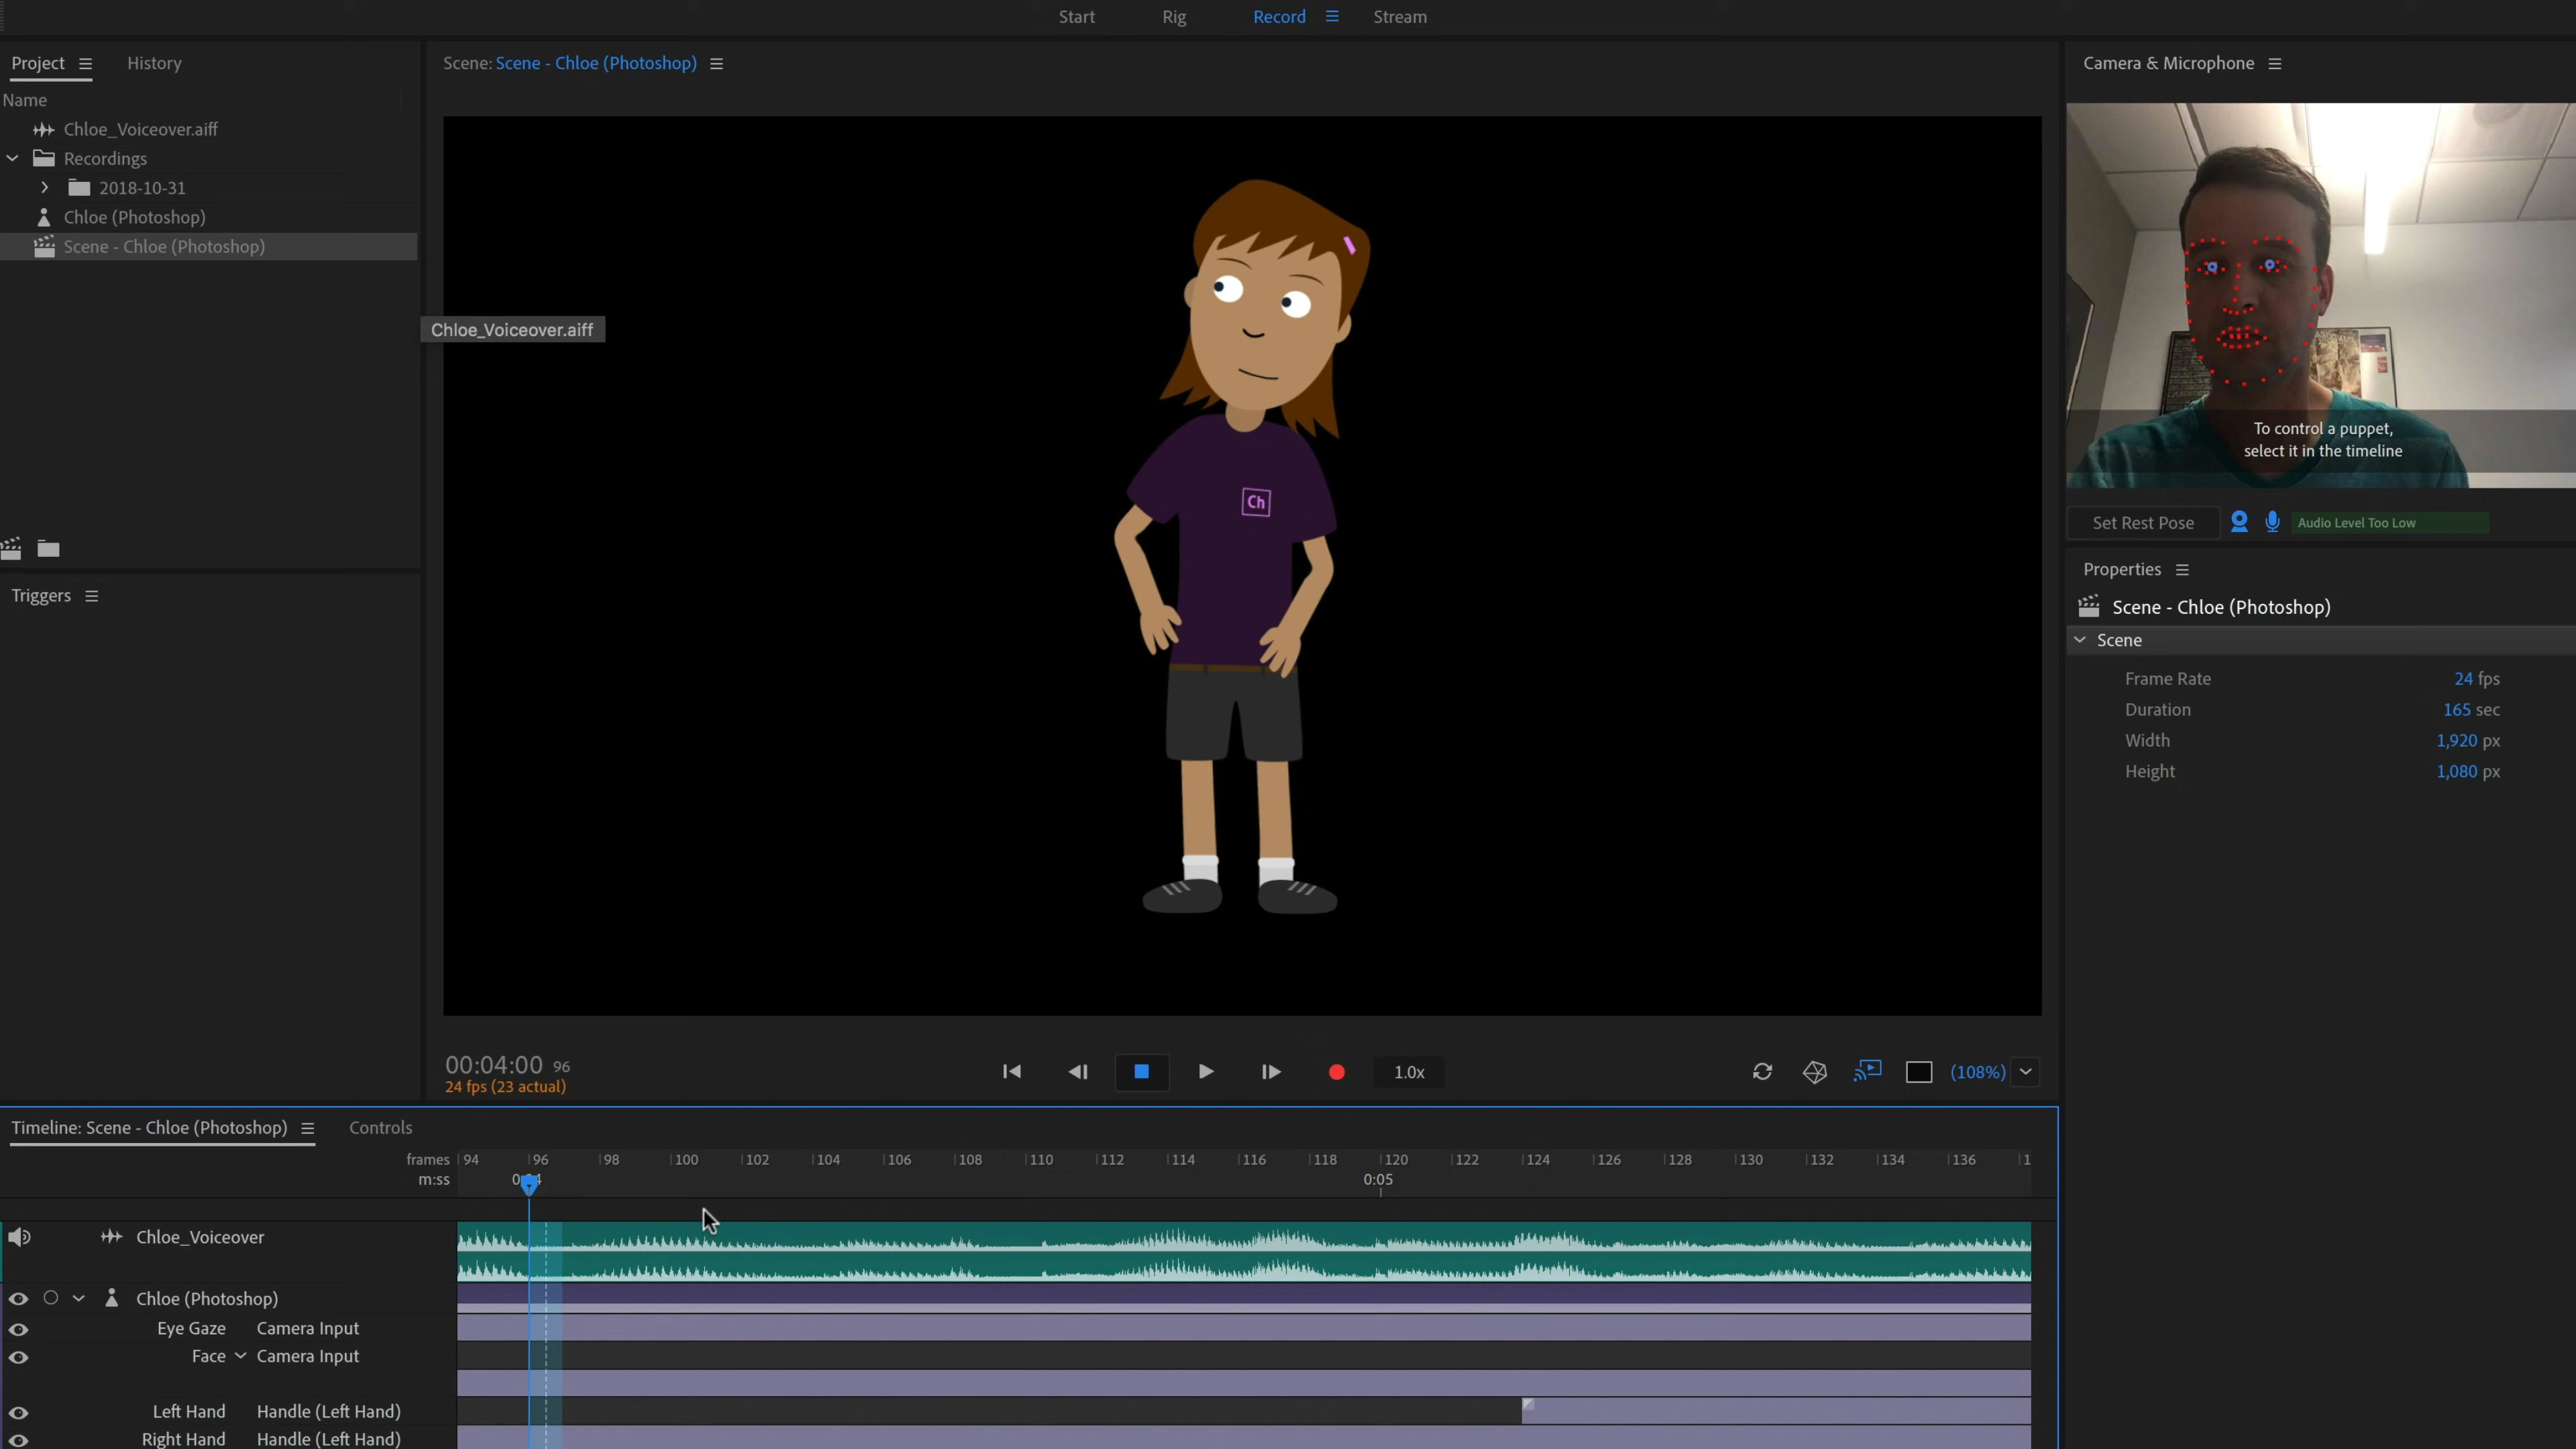 Start Rig Record Stream
Project History
Name
Chloe_Voiceover.aiff
Recordings
2018-10-31
Chloe (Photoshop)
Scene - Chloe (Photoshop)
Triggers
Scene: Scene - Chloe (Photoshop)
Chloe_Voiceover.aiff
Ch
00:04:00 96
24 fps (23 actual)
1.0x
(108%)
Camera & Microphone
To control a puppet,
select it in the timeline
Set Rest Pose Audio Level Too Low
Properties
Scene - Chloe (Photoshop)
Scene
Frame Rate 24 fps
Duration 165 sec
Width 1,920 px
Height 1,080 px
Timeline: Scene - Chloe (Photoshop) Controls
frames 94 96 98 100 102 104 106 108 110 112 114 116 118 120 122 124 126 128 130 132 134 136 1
m:ss 0:04 0:05
Chloe_Voiceover
Chloe (Photoshop)
Eye Gaze Camera Input
Face Camera Input
Left Hand Handle (Left Hand)
Right Hand Handle (Left Hand)